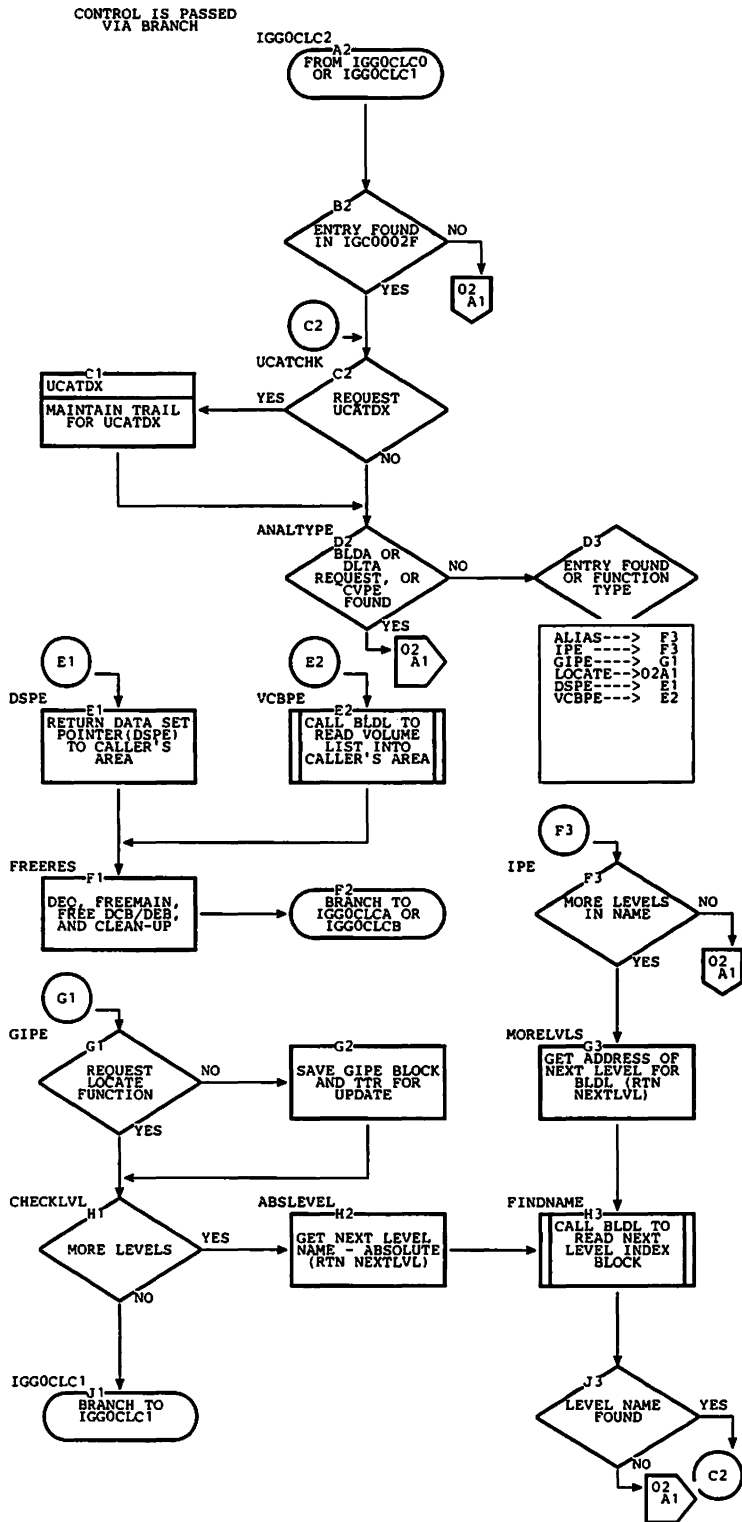 CONTROL IS PASSED
VIA BRANCH
IGG0CLC2
A2
FROM IGG0CLC0
OR IGG0CLC1
B2
ENTRY FOUND
IN IGC0002F
NO
02
A1
YES
C2
UCATCHK
C1
UCATDX
MAINTAIN TRAIL
FOR UCATDX
YES
C2
REQUEST
UCATDX
NO
ANALTYPE
D2
BLDA OR
DLTA
REQUEST, OR
CVPE
FOUND
NO
YES
02
A1
D3
ENTRY FOUND
OR FUNCTION
TYPE
ALIAS----> F3
IPE -----> F3
GIPE-----> G1
LOCATE-->02A1
DSPE-----> E1
VCBPE----> E2
E1
DSPE
E1
RETURN DATA SET
POINTER(DSPE)
TO CALLER'S
AREA
E2
VCBPE
E2
CALL BLDL TO
READ VOLUME
LIST INTO
CALLER'S AREA
FREERES
F1
DEQ, FREEMAIN,
FREE DCB/DEB,
AND CLEAN-UP
F2
BRANCH TO
IGG0CLCA OR
IGG0CLCB
F3
IPE
F3
MORE LEVELS
IN NAME
NO
02
A1
YES
G1
GIPE
G1
REQUEST
LOCATE
FUNCTION
NO
YES
G2
SAVE GIPE BLOCK
AND TTR FOR
UPDATE
MORELVLS
G3
GET ADDRESS OF
NEXT LEVEL FOR
BLDL (RTN
NEXTLVL)
CHECKLVL
H1
MORE LEVELS
YES
NO
ABSLEVEL
H2
GET NEXT LEVEL
NAME - ABSOLUTE
(RTN NEXTLVL)
FINDNAME
H3
CALL BLDL TO
READ NEXT
LEVEL INDEX
BLOCK
IGG0CLC1
J1
BRANCH TO
IGG0CLC1
J3
LEVEL NAME
FOUND
YES
C2
NO
02
A1